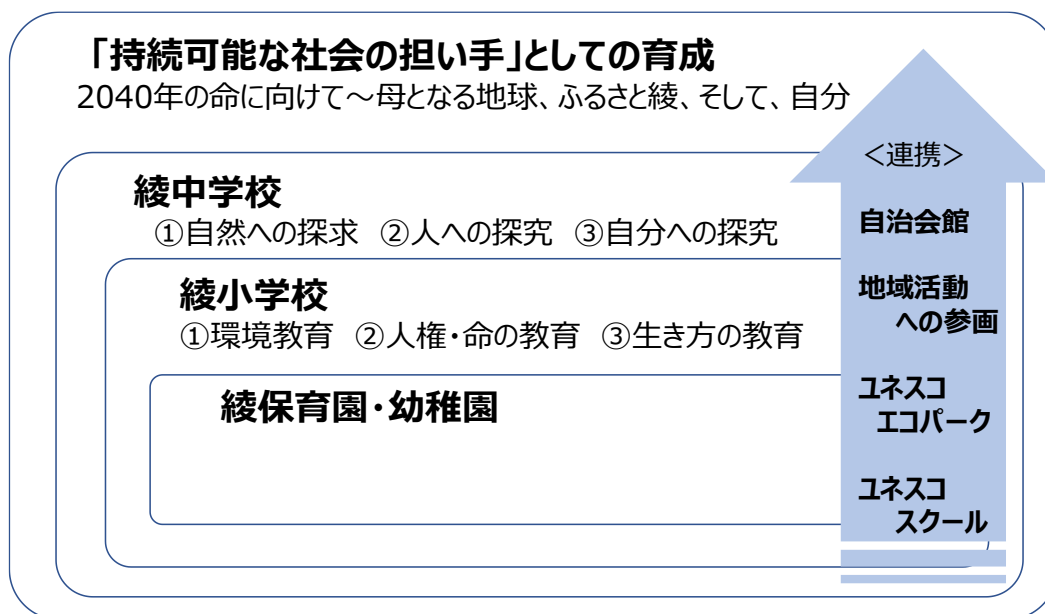 「持続可能な社会の担い手」としての育成
2040年の命に向けて～母となる地球、ふるさと綾、そして、自分
綾中学校
①自然への探求 ②人への探究 ③自分への探究
綾小学校
①環境教育 ②人権・命の教育 ③生き方の教育
綾保育園・幼稚園
＜連携＞
自治会館
地域活動
への参画
ユネスコ
エコパーク
ユネスコ
スクール